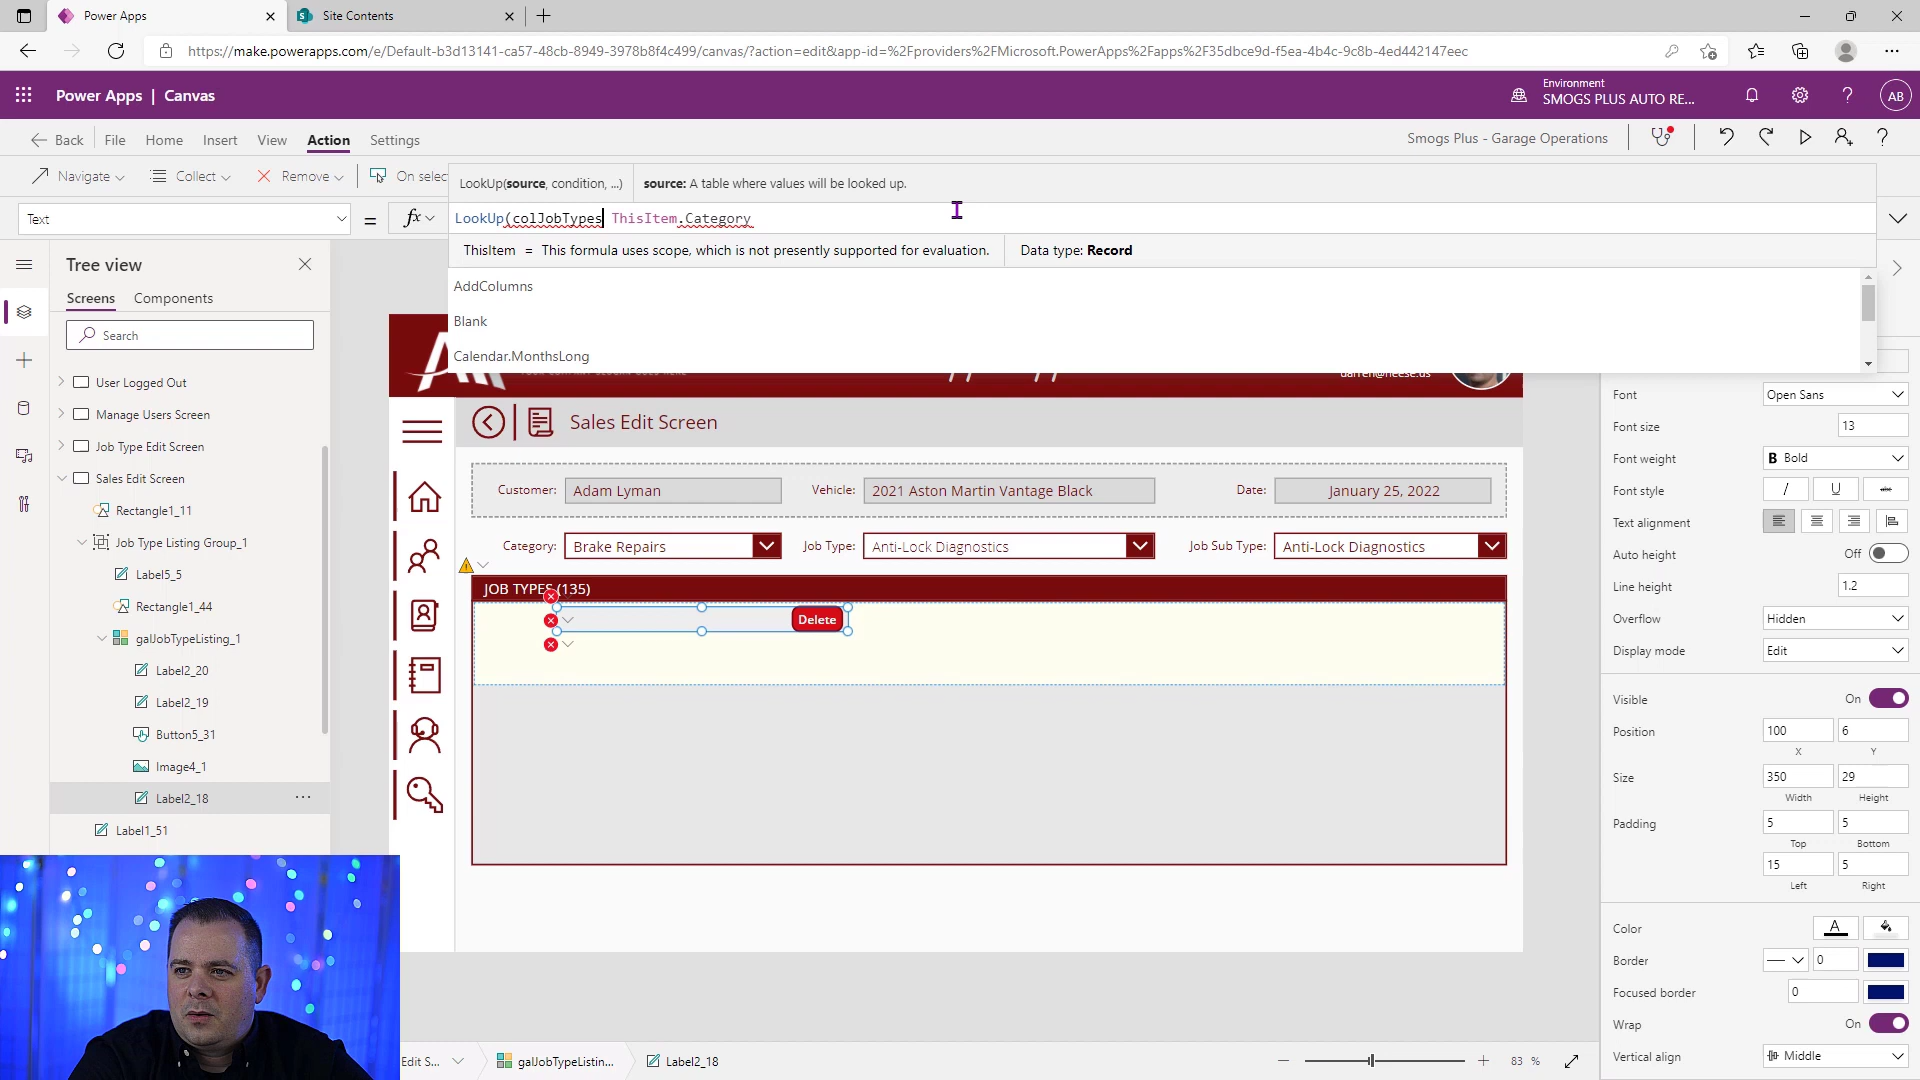 Power Apps
Site Contents
https://make.powerapps.com/e/Default-b3d13141-ca57-48cb-8949-3978b8f4c499/canvas/?action=edit&app-id=%2Fproviders%2FMicrosoft.PowerApps%2Fapps%2F35dbce9d-f5ea-4b4c-9c8b-4ed442147eec
Power Apps | Canvas
Environment
SMOGS PLUS AUTO RE...
AB
Back
File
Home
Insert
View
Action
Settings
Smogs Plus - Garage Operations
Navigate
Collect
Remove
On selec
LookUp(source, condition, ...)
source: A table where values will be looked up.
Text
=
fx
LookUp(colJobTypes ThisItem.Category
ThisItem = This formula uses scope, which is not presently supported for evaluation.
Data type: Record
AddColumns
Blank
Calendar.MonthsLong
Tree view
Screens
Components
Search
User Logged Out
Manage Users Screen
Job Type Edit Screen
Sales Edit Screen
Rectangle1_11
Job Type Listing Group_1
Label5_5
Rectangle1_44
galJobTypeListing_1
Label2_20
Label2_19
Button5_31
Image4_1
Label2_18
Label1_51
Sales Edit Screen
Customer: Adam Lyman
Vehicle: 2021 Aston Martin Vantage Black
Date: January 25, 2022
Category: Brake Repairs
Job Type: Anti-Lock Diagnostics
Job Sub Type: Anti-Lock Diagnostics
JOB TYPES (135)
Delete
Font
Open Sans
Font size
13
Font weight
B Bold
Font style
/ U abc
Text alignment
Auto height
Off
Line height
1.2
Overflow
Hidden
Display mode
Edit
Visible
On
Position
100 6
X Y
Size
350 29
Width Height
Padding
5 5
Top Bottom
15 5
Left Right
Color
A
Border
0
Focused border
0
Wrap
On
Vertical align
Middle
Edit S...
galJobTypeListin...
Label2_18
83 %